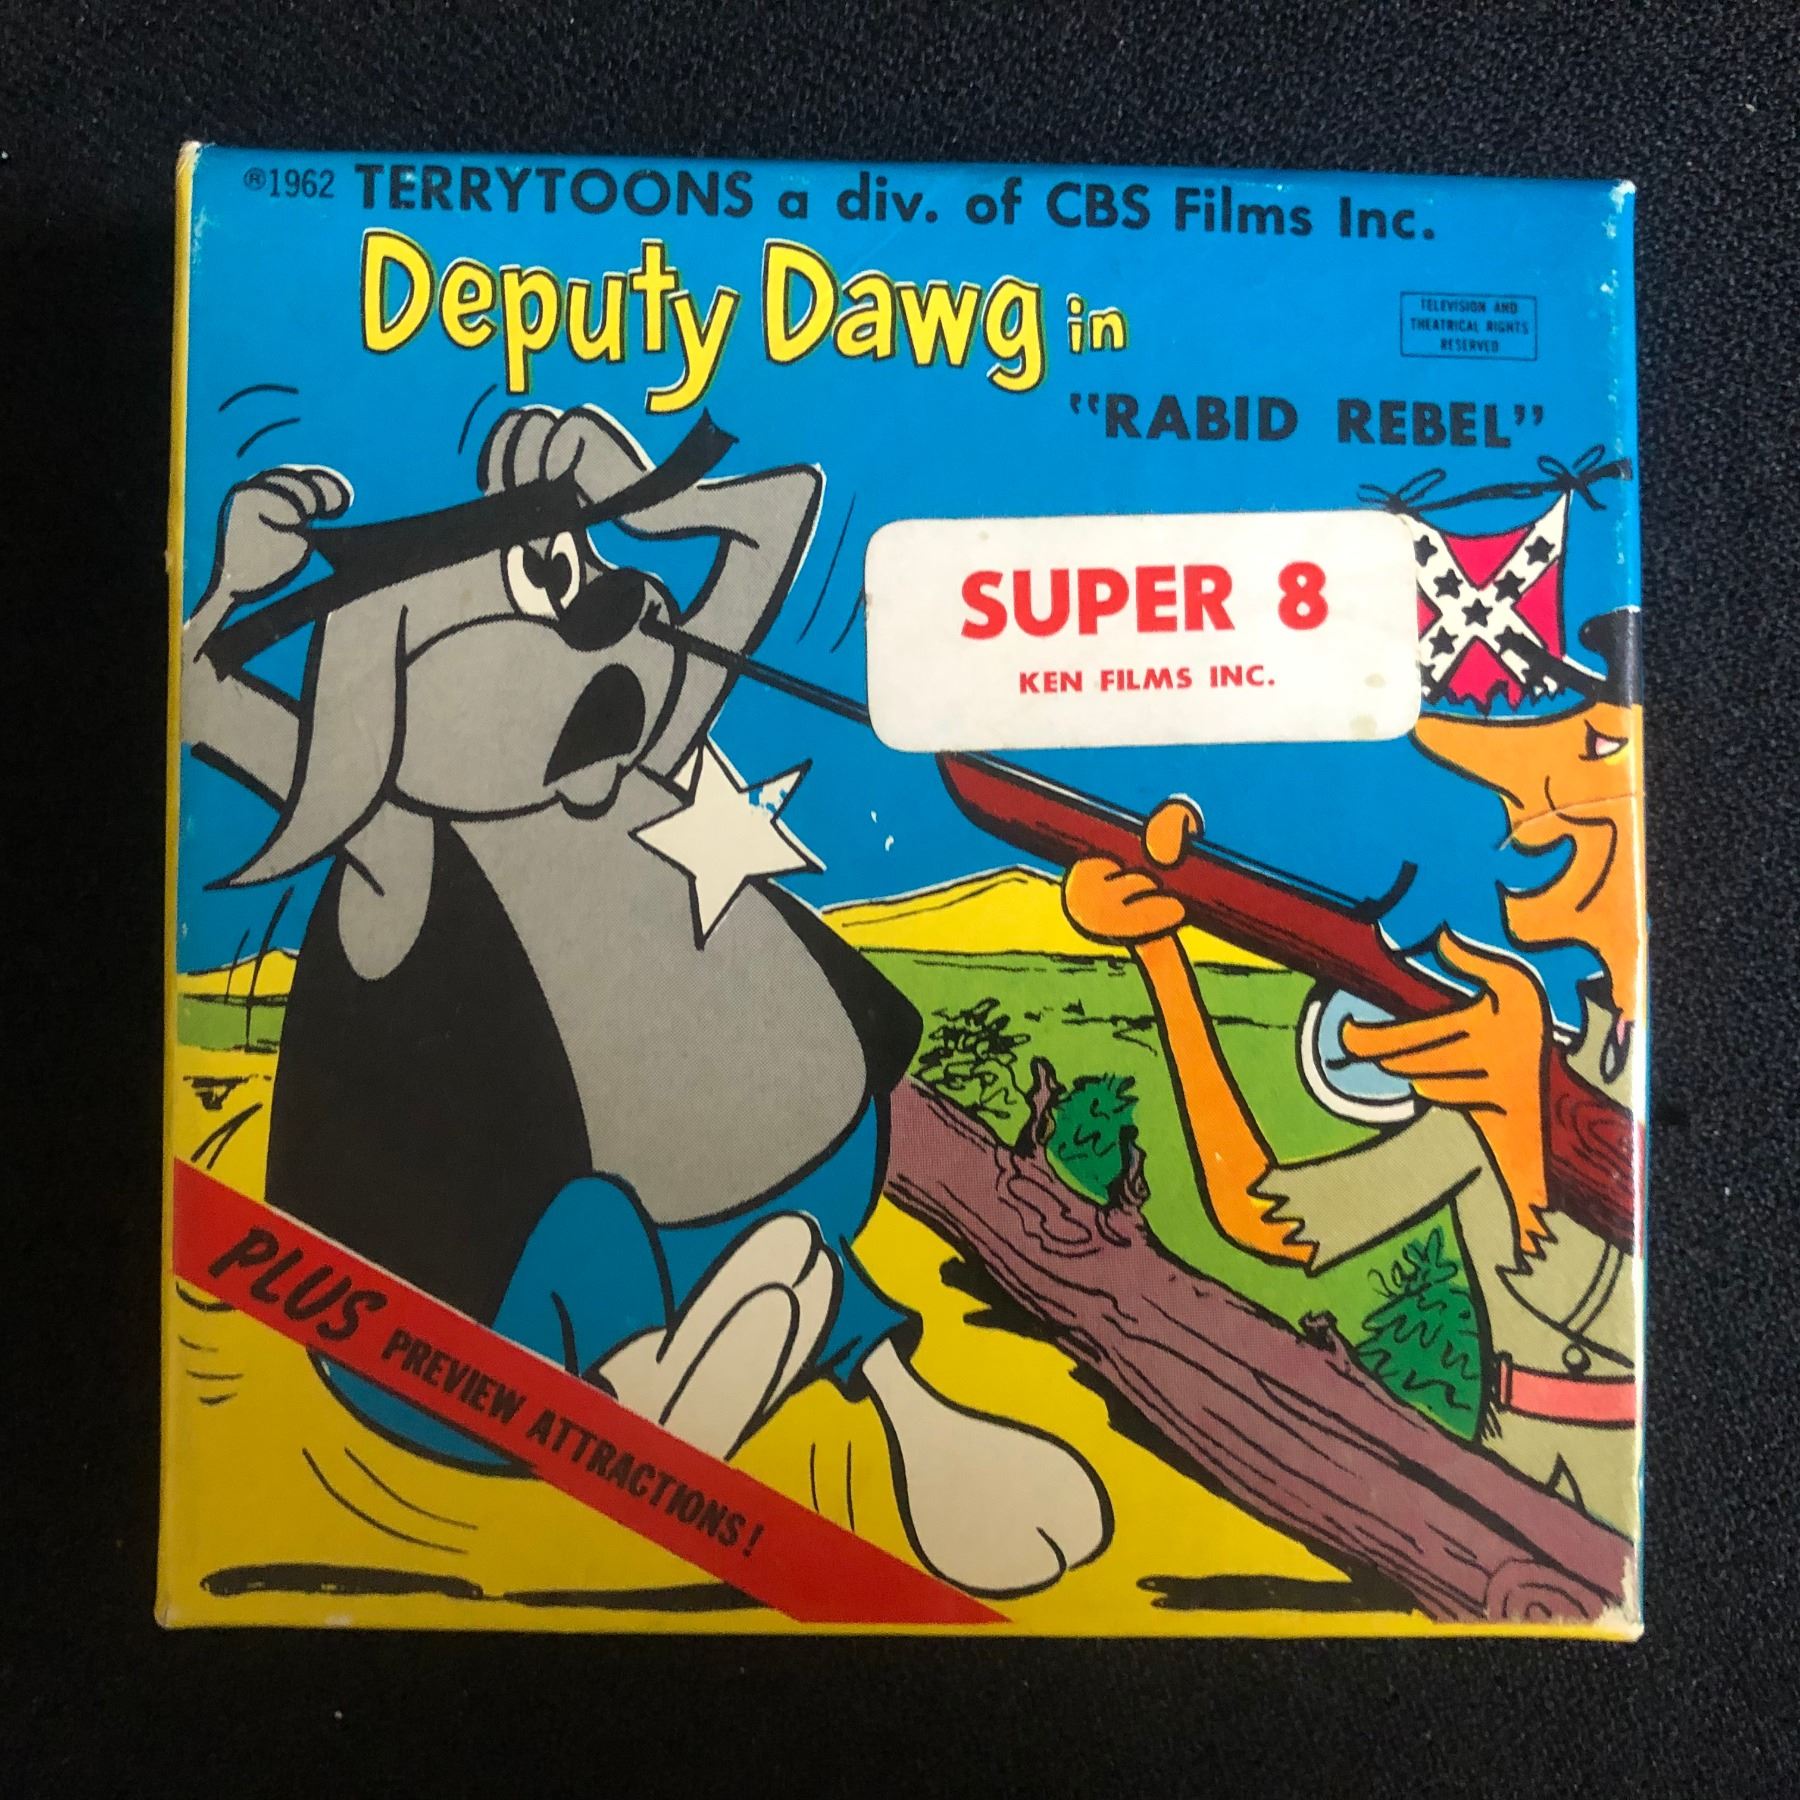 ®1962 TERRYTOONS a div. of CBS Films Inc.
Deputy Dawg in
TELEVISION AND
THEATRICAL RIGHTS
RESERVED
"RABID REBEL"
SUPER 8
KEN FILMS INC.
PLUS PREVIEW ATTRACTIONS!